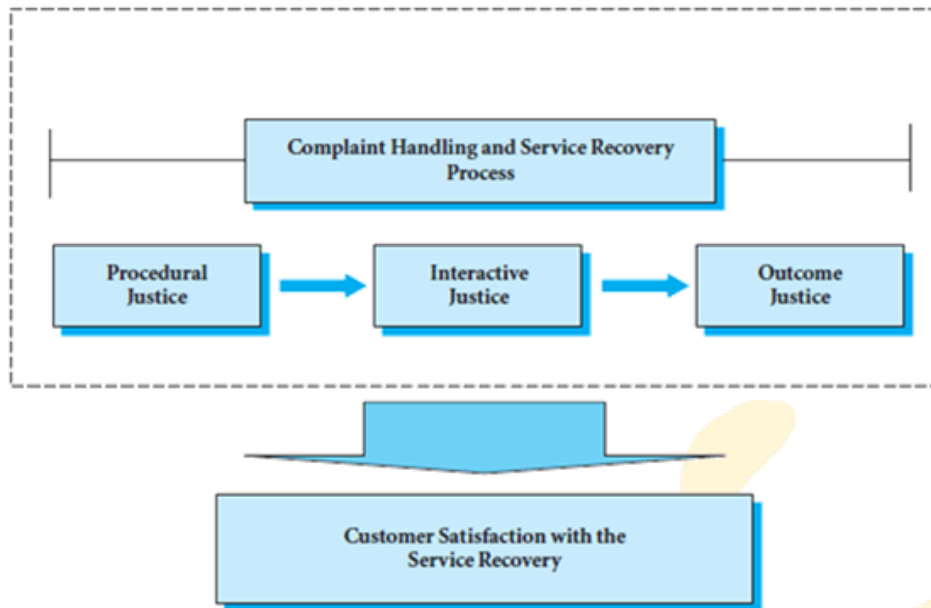 Complaint Handling and Service Recovery
Process
Procedural
Justice
Interactive
Justice
Outcome
Justice
Customer Satisfaction with the
Service Recovery